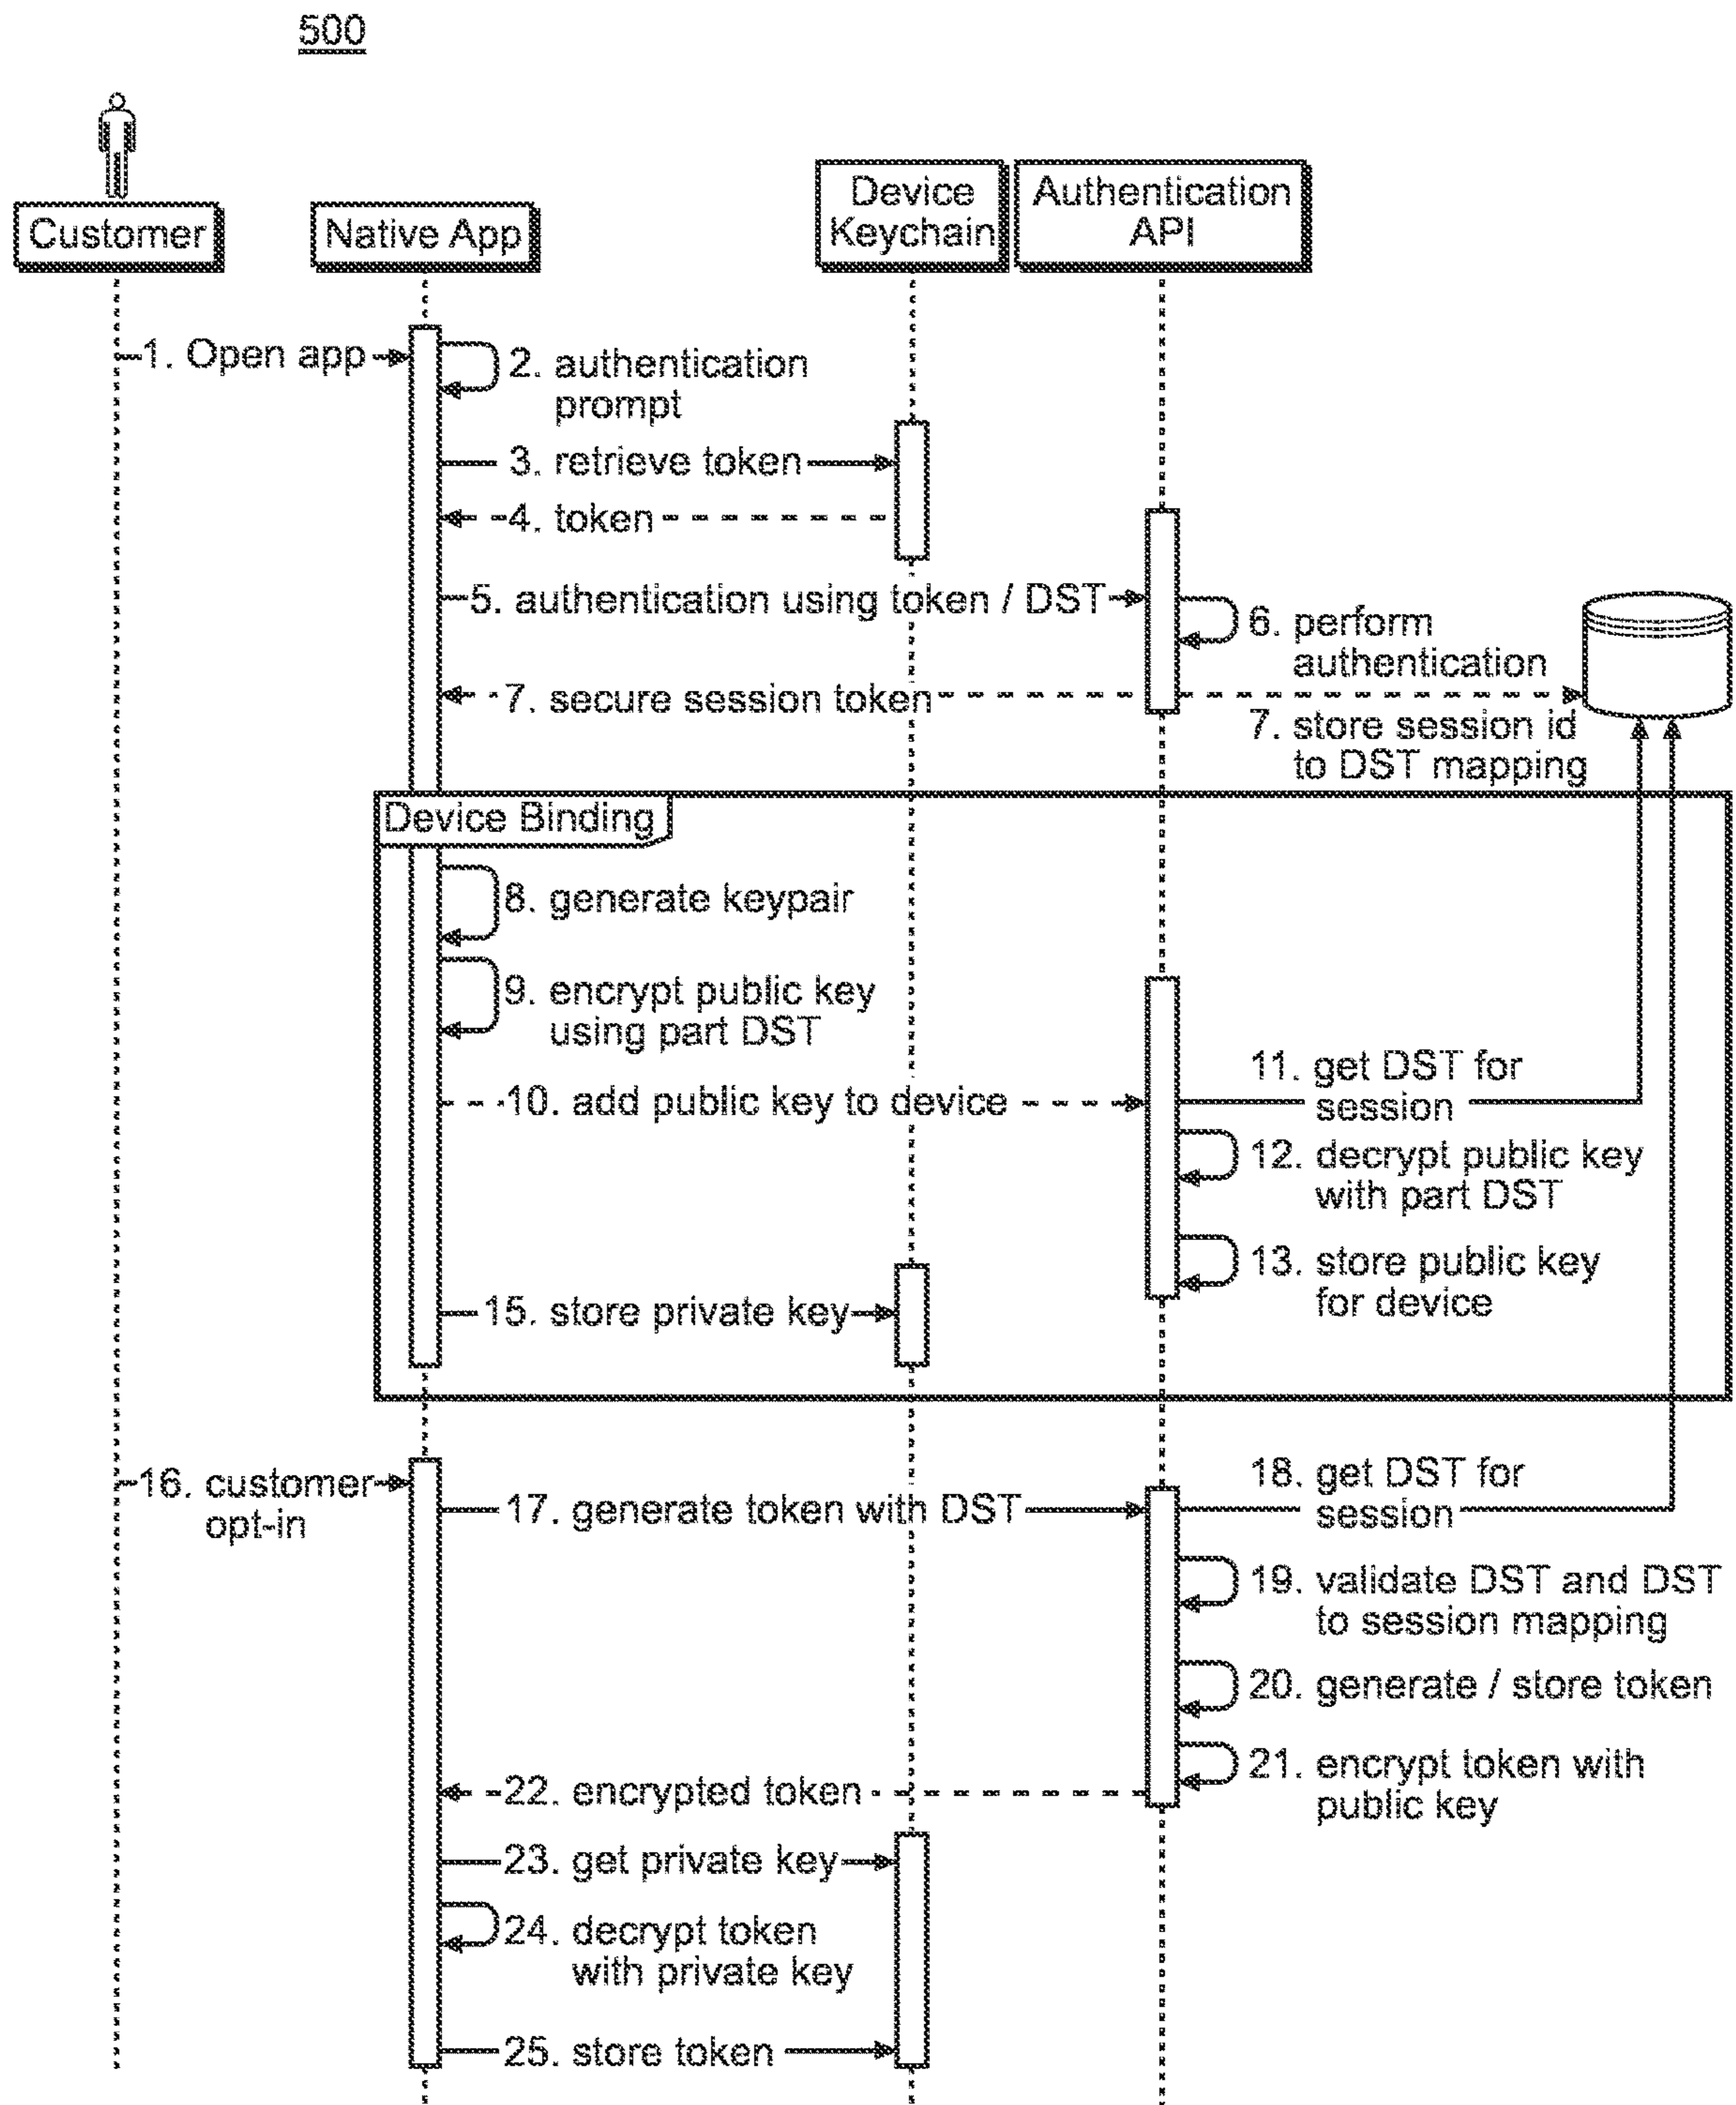 500
Customer
Native App
Device
Keychain
Authentication
API
1. Open app
2. authentication
prompt
3. retrieve token
4. token
5. authentication using token / DST
6. perform
authentication
7. secure session token
7. store session id
to DST mapping
Device Binding
8. generate keypair
9. encrypt public key
using part DST
10. add public key to device
11. get DST for
session
12. decrypt public key
with part DST
13. store public key
for device
15. store private key
16. customer
opt-in
17. generate token with DST
18. get DST for
session
19. validate DST and DST
to session mapping
20. generate / store token
21. encrypt token with
public key
22. encrypted token
23. get private key
24. decrypt token
with private key
25. store token